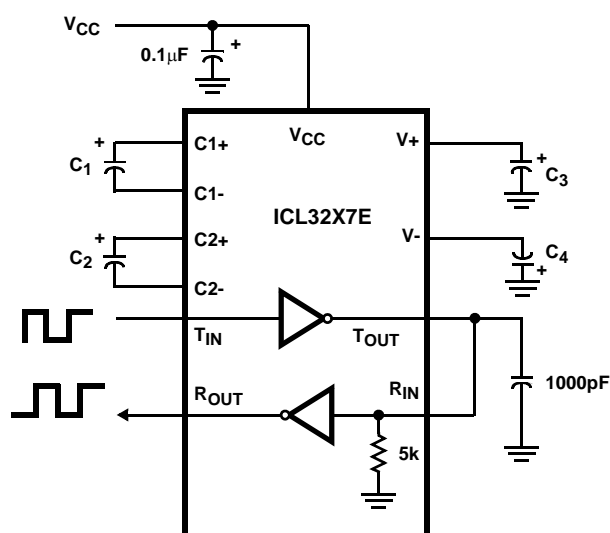 VCC
0.1µF
+
VCC
C1+
V+
+
C1
C1-
+
C3
ICL32X7E
C2+
V-
+
C2
C2-
C4
+
TIN
TOUT
ROUT
RIN
1000pF
5k